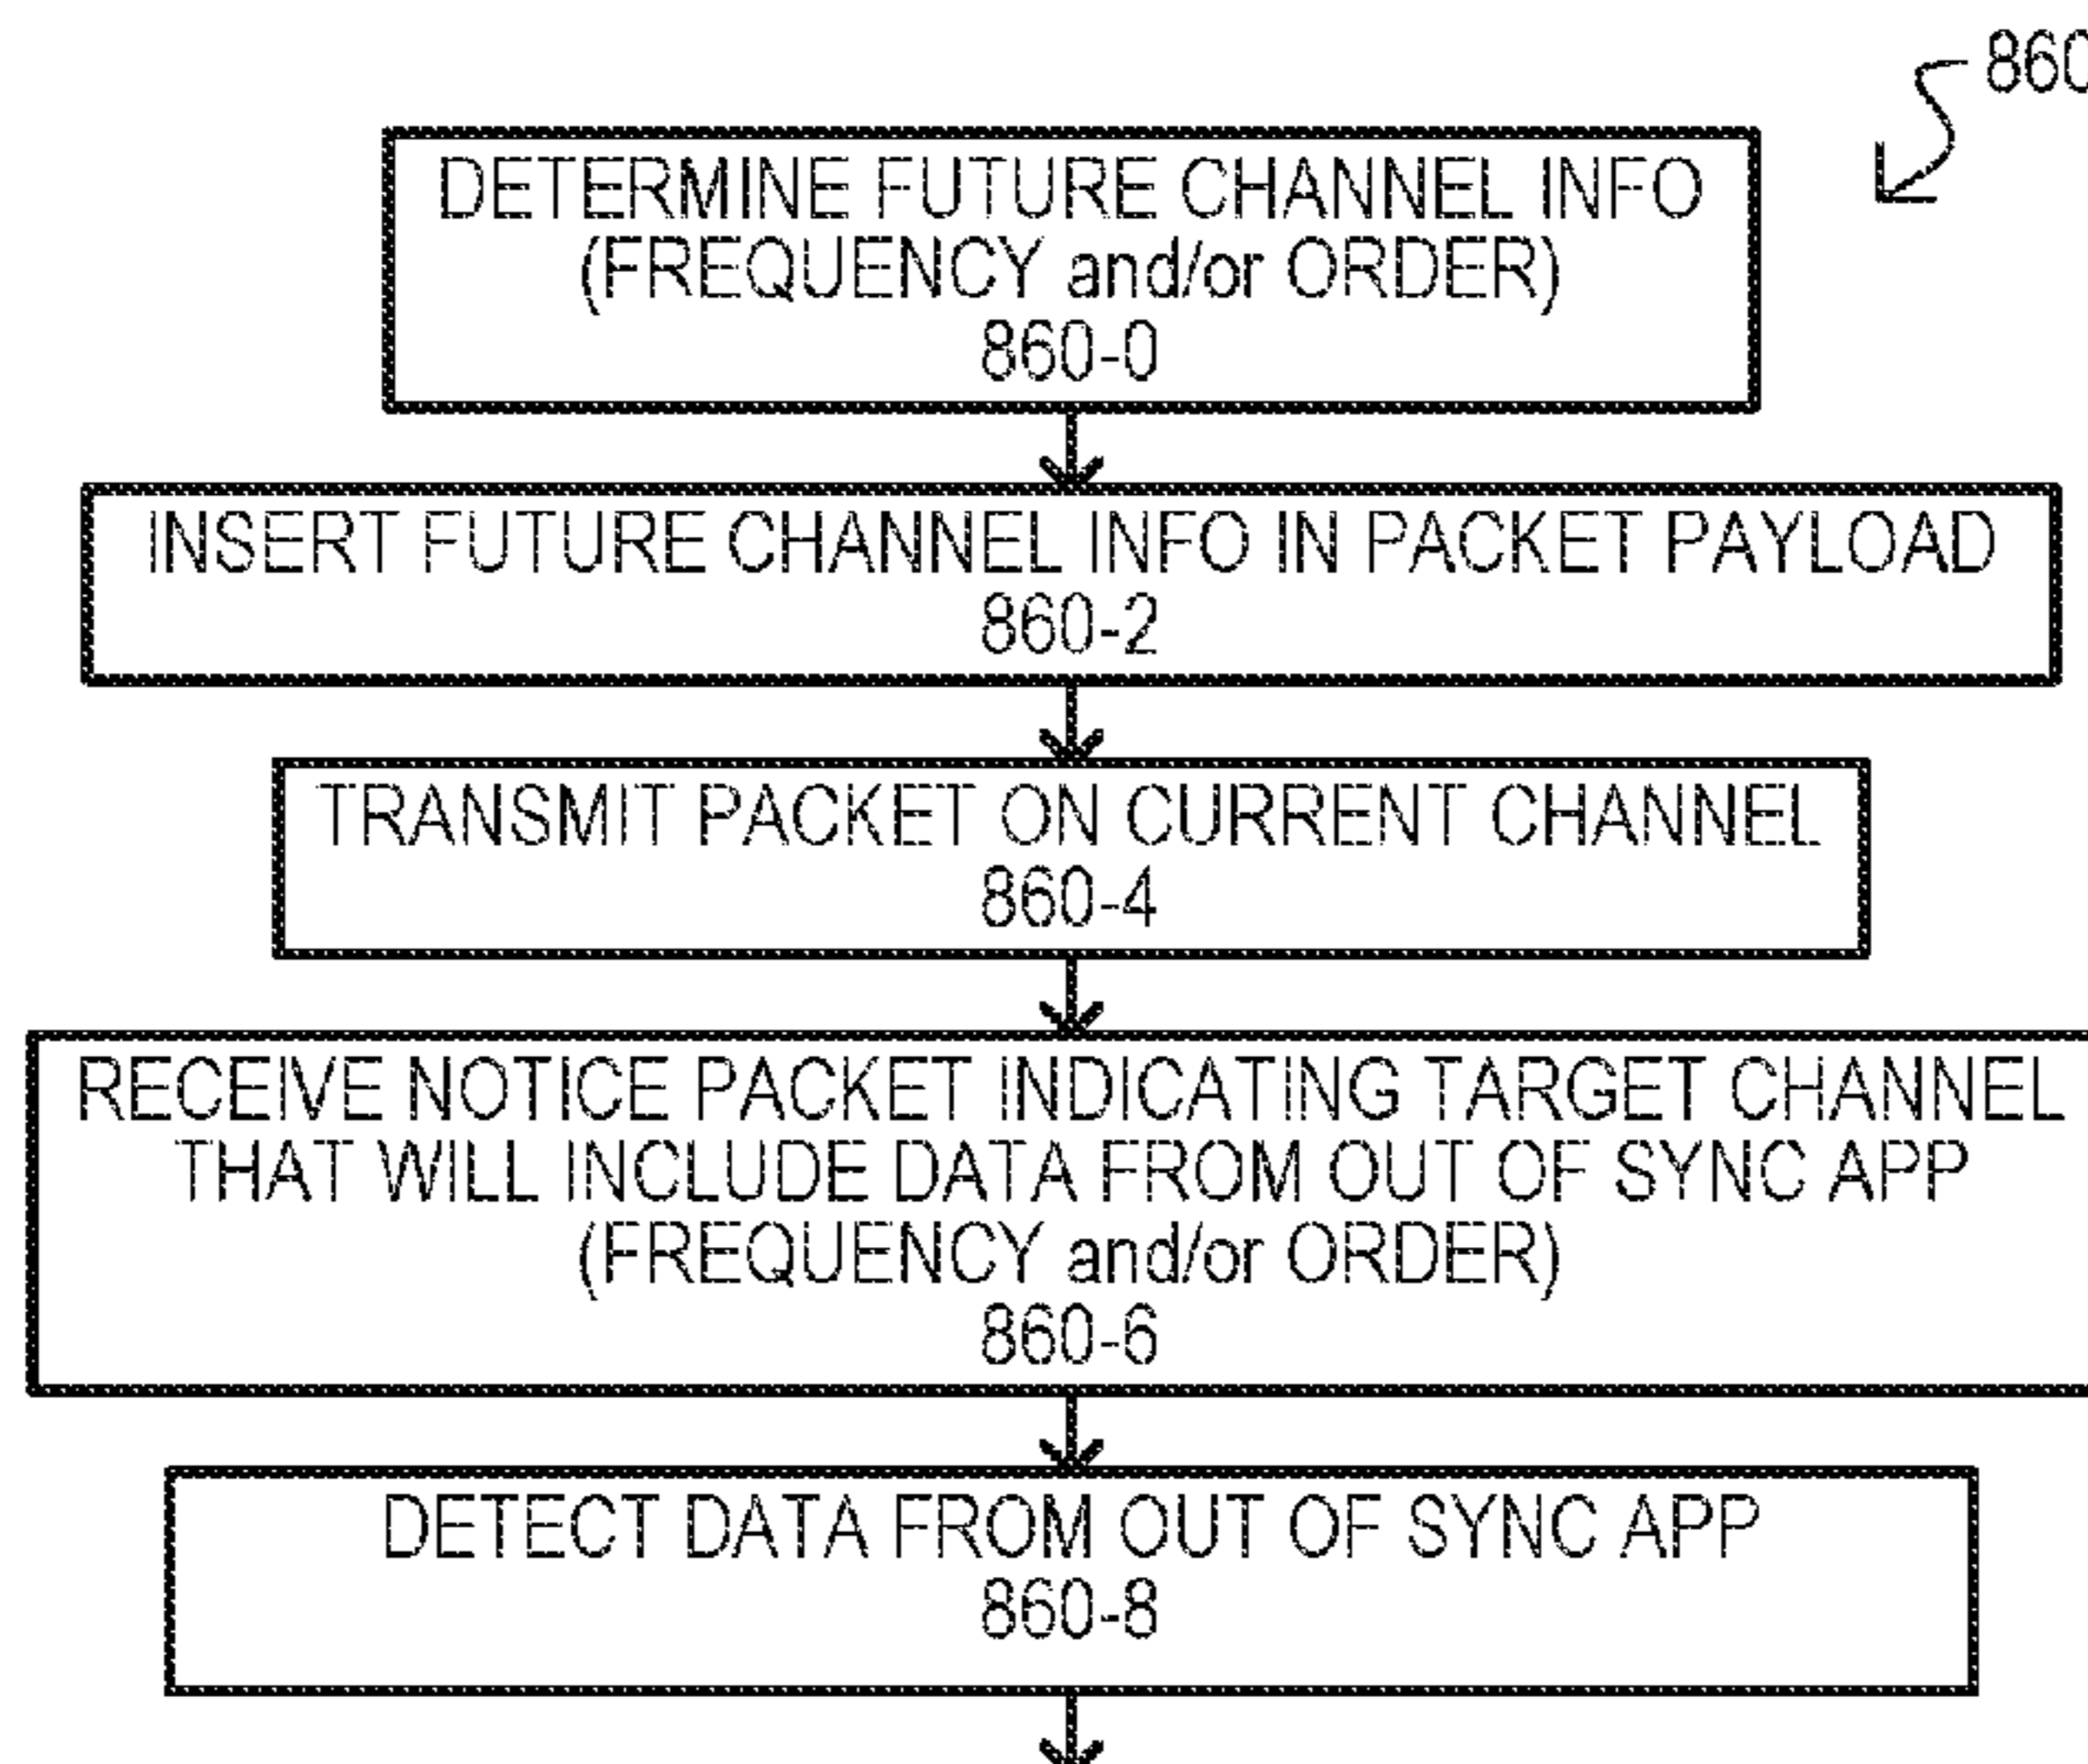 860
DETERMINE FUTURE CHANNEL INFO
(FREQUENCY and/or ORDER)
860-0
INSERT FUTURE CHANNEL INFO IN PACKET PAYLOAD
860-2
TRANSMIT PACKET ON CURRENT CHANNEL
860-4
RECEIVE NOTICE PACKET INDICATING TARGET CHANNEL
THAT WILL INCLUDE DATA FROM OUT OF SYNC APP
(FREQUENCY and/or ORDER)
860-6
DETECT DATA FROM OUT OF SYNC APP
860-8